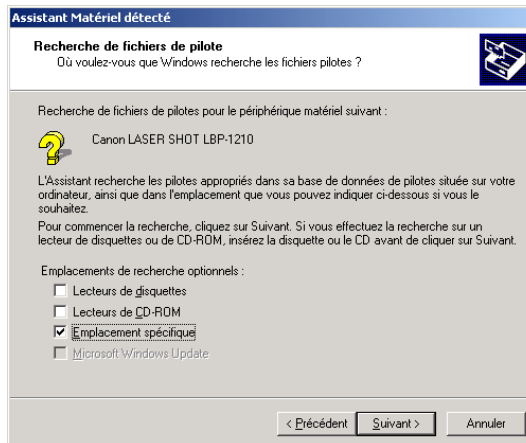 Assistant Matériel détecté
Recherche de fichiers de pilote
Où voulez-vous que Windows recherche les fichiers pilotes ?
Recherche de fichiers de pilotes pour le périphérique matériel suivant :
Canon LASER SHOT LBP-1210
L'Assistant recherche les pilotes appropriés dans sa base de données de pilotes située sur votre
ordinateur, ainsi que dans l'emplacement que vous pouvez indiquer ci-dessous si vous le
souhaitez.
Pour commencer la recherche, cliquez sur Suivant. Si vous effectuez la recherche sur un
lecteur de disquettes ou de CD-ROM, insérez la disquette ou le CD avant de cliquer sur Suivant.
Emplacements de recherche optionnels :
Lecteurs de disquettes
Lecteurs de CD-ROM
Emplacement spécifique
Microsoft Windows Update
< Précédent Suivant > Annuler